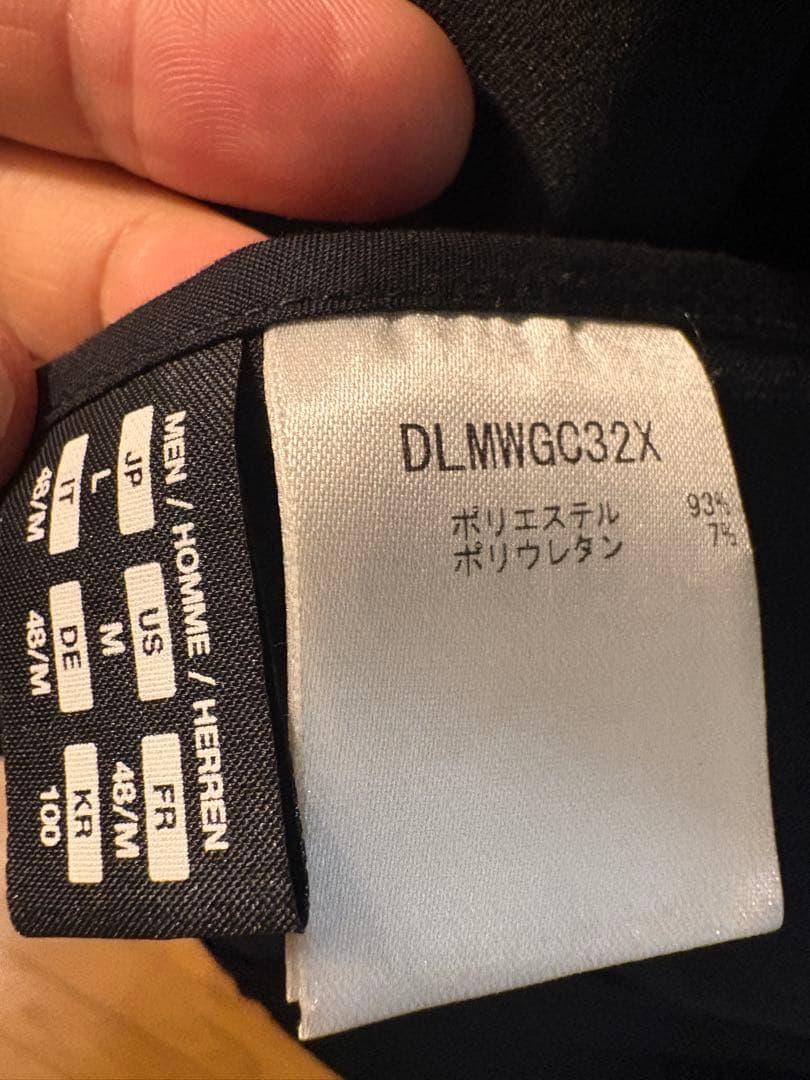 MEN / HOMME / HERREN
JP
L
US
M
FR
48/M
IT
48/M
DE
48/M
KR
100
DLMWGC32X
ポリエステル 93%
ポリウレタン 7%